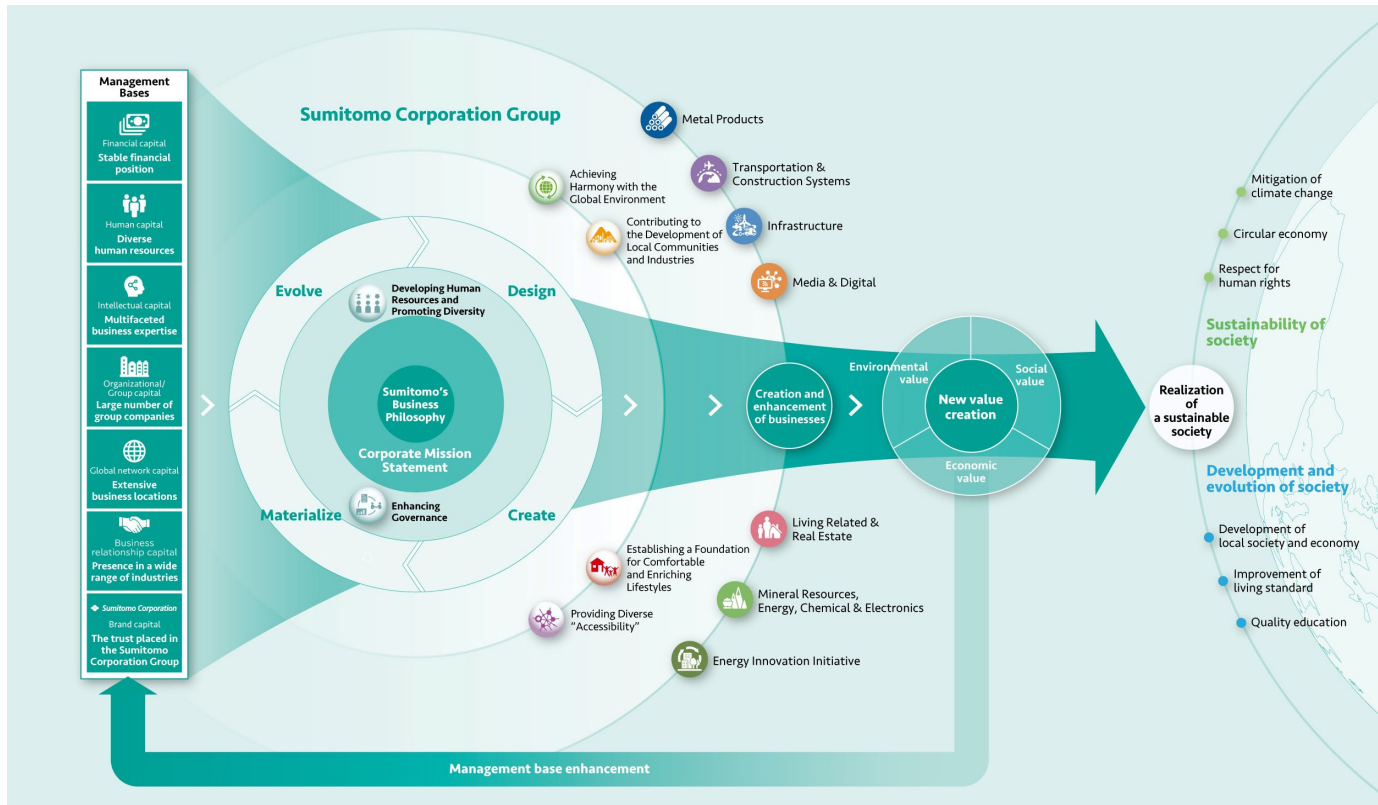 Management
Bases
Financial capital
Stable financial
position
Human capital
Diverse
human resources
Intellectual capital
Multifaceted
business expertise
Organizational/
Group capital
Large number of
group companies
Global network capital
Extensive
business locations
Business
relationship capital
Presence in a wide
range of industries
Sumitomo Corporation
Brand capital
The trust placed in
the Sumitomo
Corporation Group
Sumitomo Corporation Group
Evolve
Design
Materialize
Create
Developing Human
Resources and
Promoting Diversity
Sumitomo's
Business
Philosophy
Corporate Mission
Statement
Enhancing
Governance
Achieving
Harmony with the
Global Environment
Contributing to
the Development of
Local Communities
and Industries
Establishing a Foundation
for Comfortable
and Enriching
Lifestyles
Providing Diverse
"Accessibility"
Metal Products
Transportation &
Construction Systems
Infrastructure
Media & Digital
Creation and
enhancement
of businesses
Living Related &
Real Estate
Mineral Resources,
Energy, Chemical & Electronics
Energy Innovation Initiative
Environmental
value
Social
value
New value
creation
Economic
value
Mitigation of
climate change
Circular economy
Respect for
human rights
Sustainability of
society
Realization
of
a sustainable
society
Development and
evolution of society
Development of
local society and economy
Improvement of
living standard
Quality education
Management base enhancement